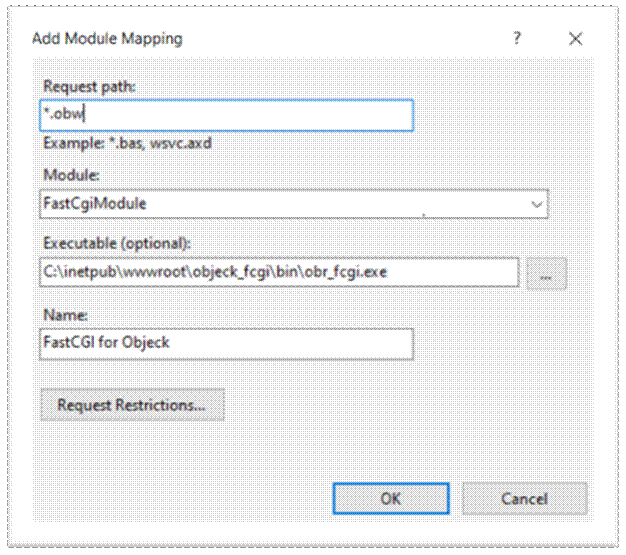 Add Module Mapping
?
Request path:
*.obw
Example: *.bas, wsvc.axd
Module:
FastCgiModule
Executable (optional):
C:\inetpub\wwwroot\objeck_fcgi\bin\obr_fcgi.exe
...
Name:
FastCGI for Objeck
Request Restrictions...
OK
Cancel